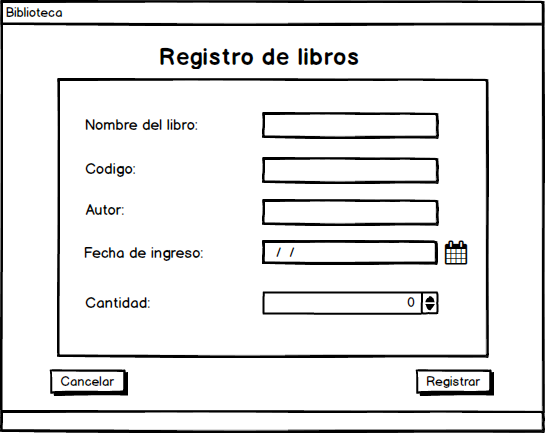 Biblioteca
Registro de libros
Nombre del libro:
Codigo:
Autor:
Fecha de ingreso: / /
Cantidad: 0
Cancelar Registrar